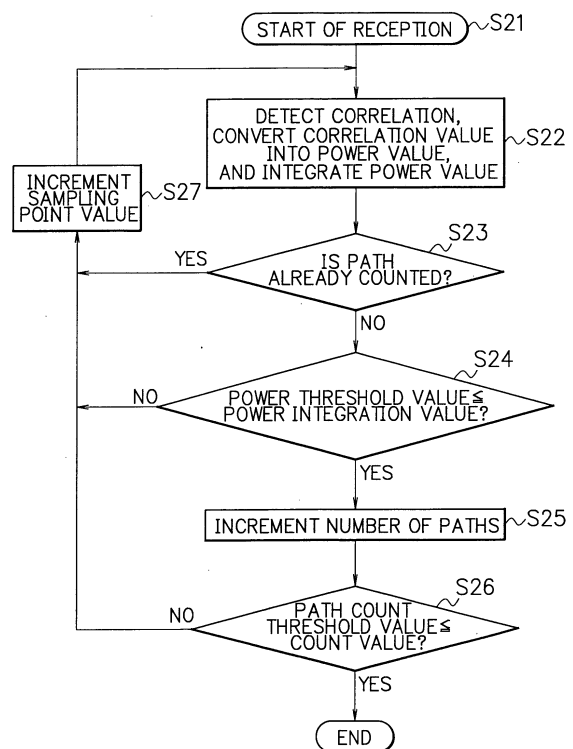 START OF RECEPTION
S21
DETECT CORRELATION,
CONVERT CORRELATION VALUE
INTO POWER VALUE,
AND INTEGRATE POWER VALUE
S22
INCREMENT
SAMPLING
POINT VALUE
S27
S23
YES
IS PATH
ALREADY COUNTED?
NO
S24
NO
POWER THRESHOLD VALUE≦
POWER INTEGRATION VALUE?
YES
INCREMENT NUMBER OF PATHS
S25
S26
NO
PATH COUNT
THRESHOLD VALUE≦
COUNT VALUE?
YES
END